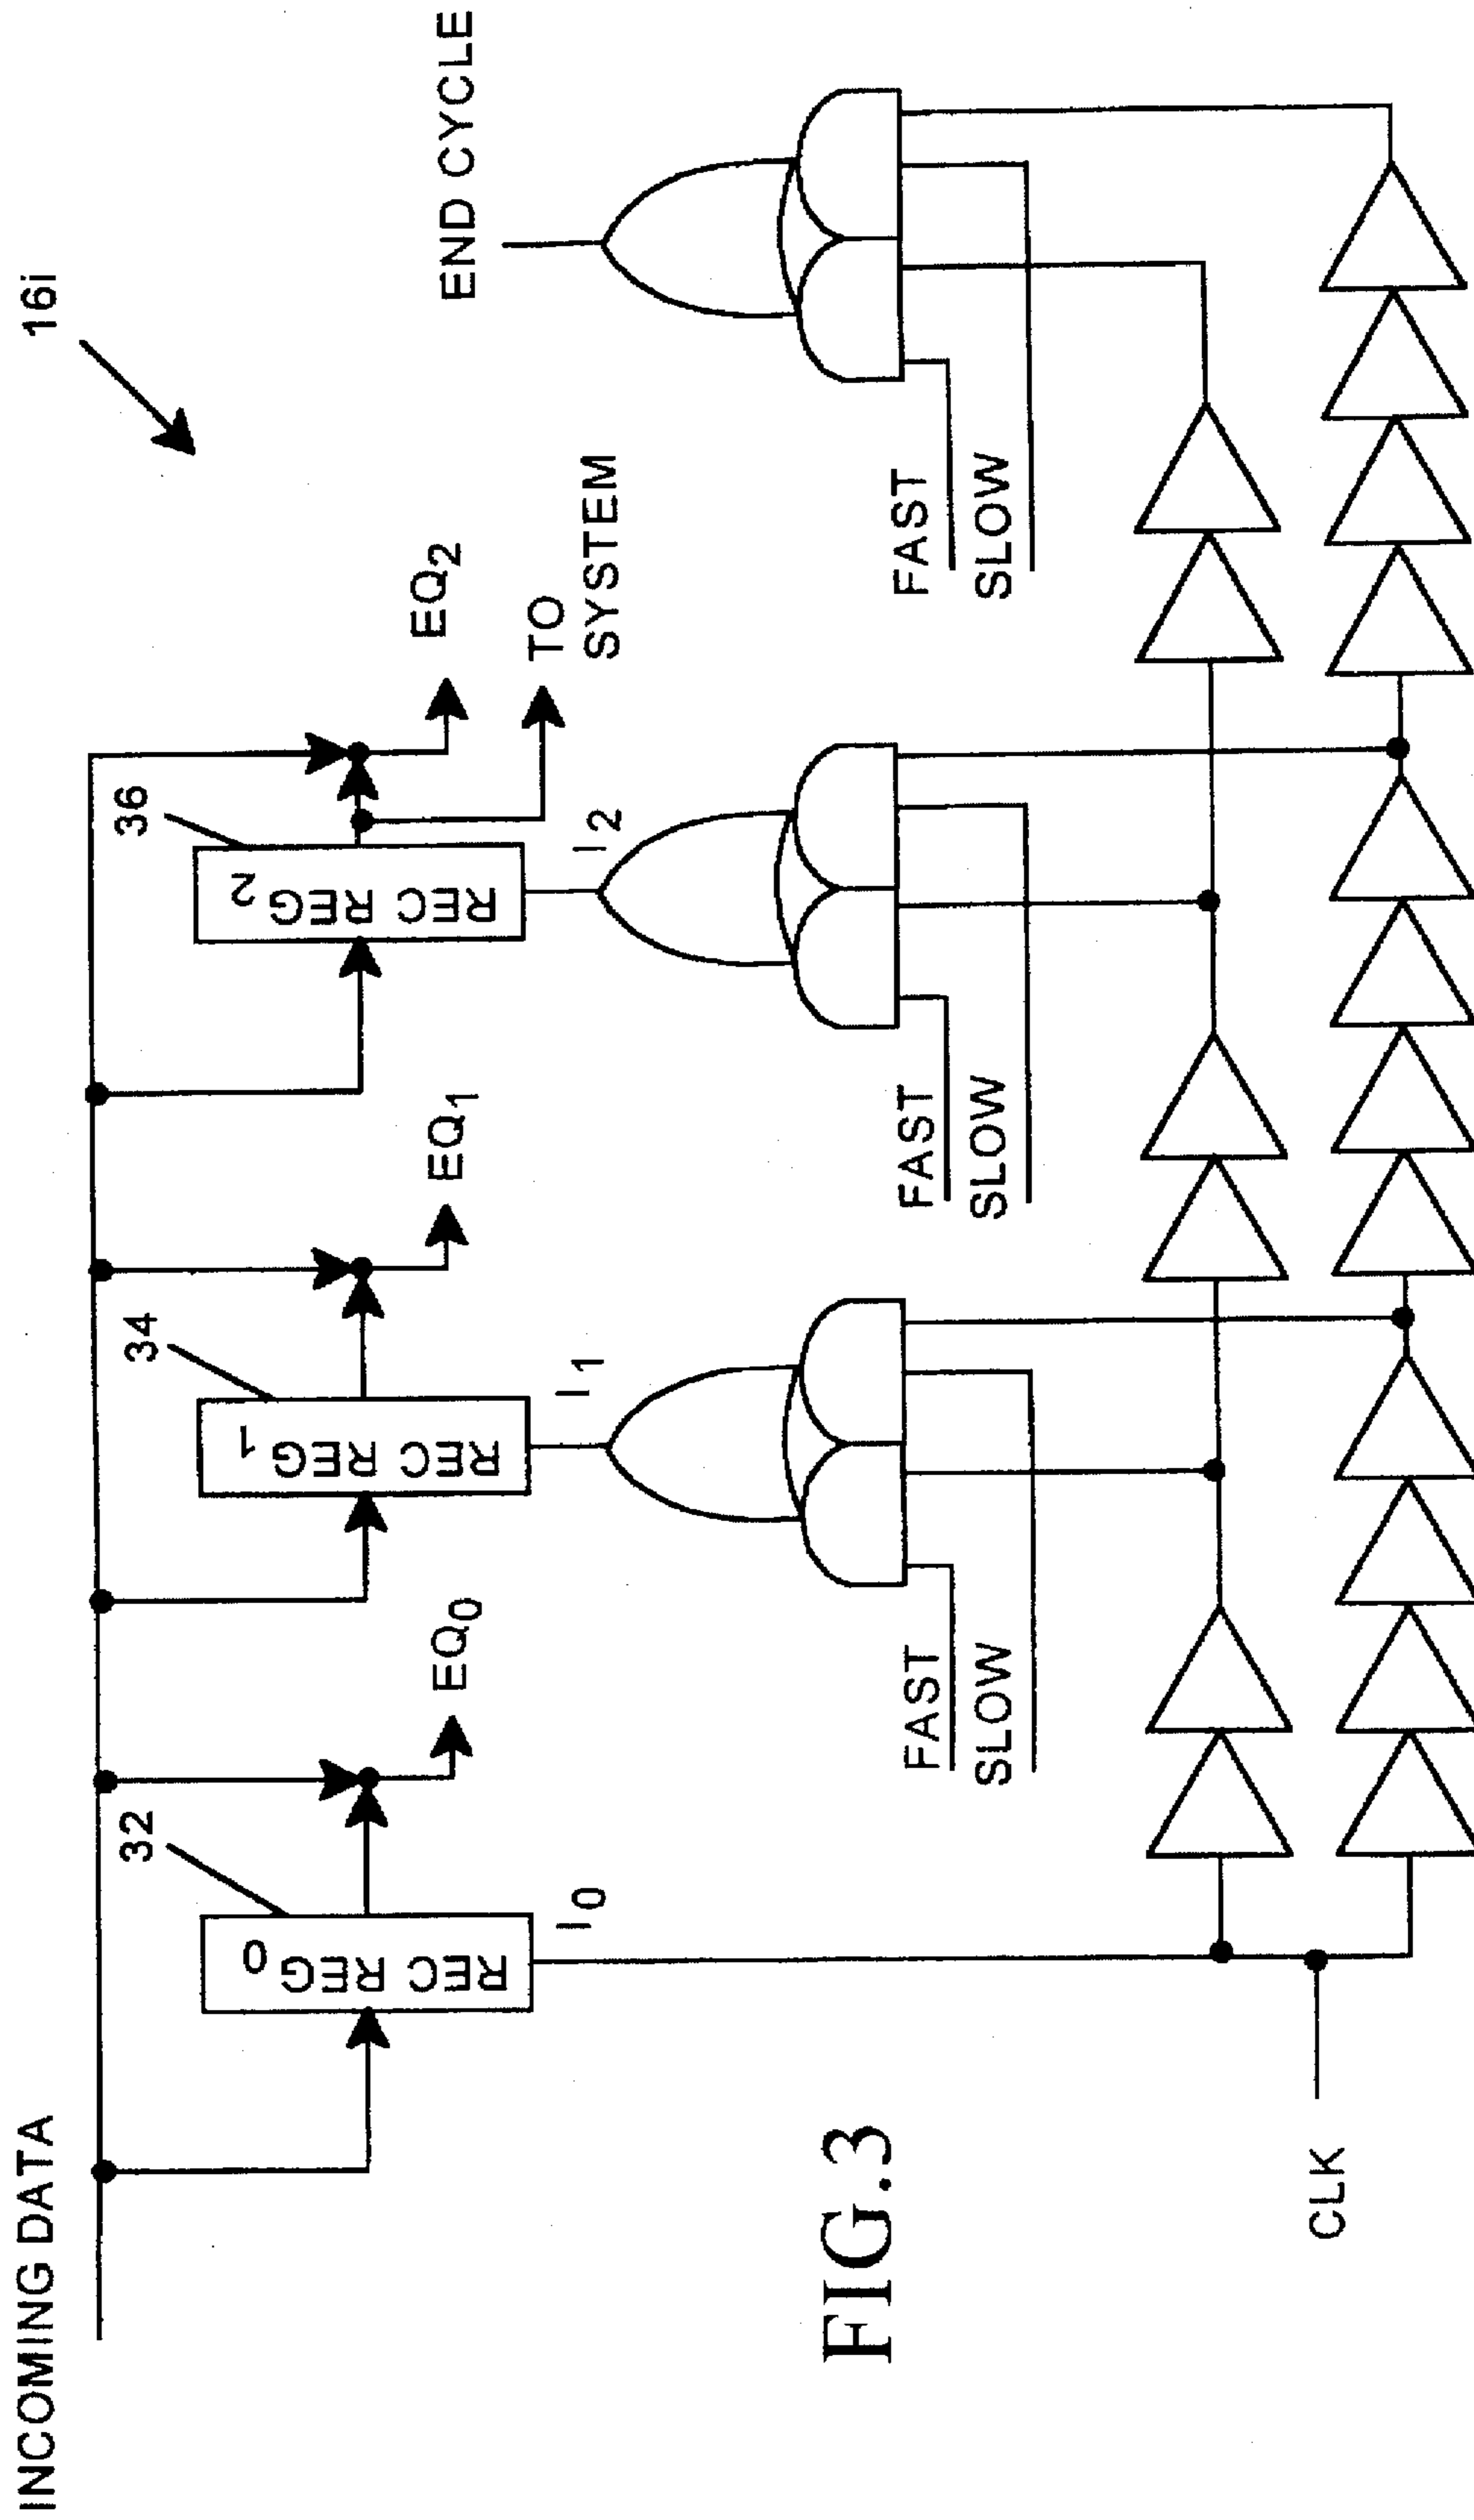 INCOMING DATA
16i
32
34
36
REC REG 0
REC REG 1
REC REG 2
EQ0
EQ1
EQ2
TO
SYSTEM
END CYCLE
I0
I1
I2
FAST
SLOW
FAST
SLOW
FAST
SLOW
FIG.3
CLK